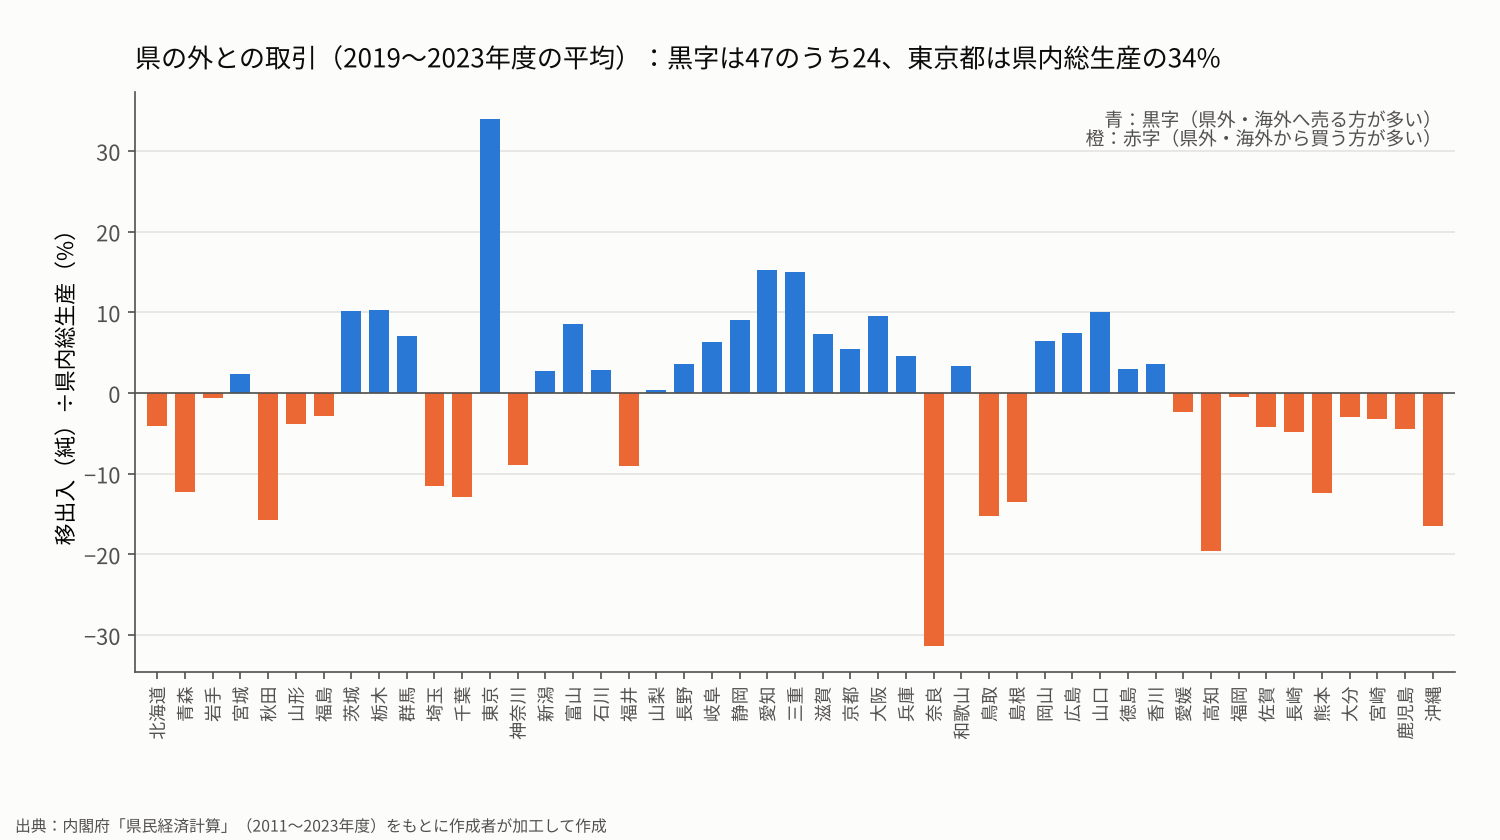 県の外との取引（2019～2023年度の平均）：黒字は47のうち24、東京都は県内総生産の34%
青：黒字（県外・海外へ売る方が多い）
橙：赤字（県外・海外から買う方が多い）
移出入（純）÷県内総生産（%）
30
20
10
0
−10
−20
−30
北海道
青森
岩手
宮城
秋田
山形
福島
茨城
栃木
群馬
埼玉
千葉
東京
神奈川
新潟
富山
石川
福井
山梨
長野
岐阜
静岡
愛知
三重
滋賀
京都
大阪
兵庫
奈良
和歌山
鳥取
島根
岡山
広島
山口
徳島
香川
愛媛
高知
福岡
佐賀
長崎
熊本
大分
宮崎
鹿児島
沖縄
出典：内閣府「県民経済計算」（2011～2023年度）をもとに作成者が加工して作成